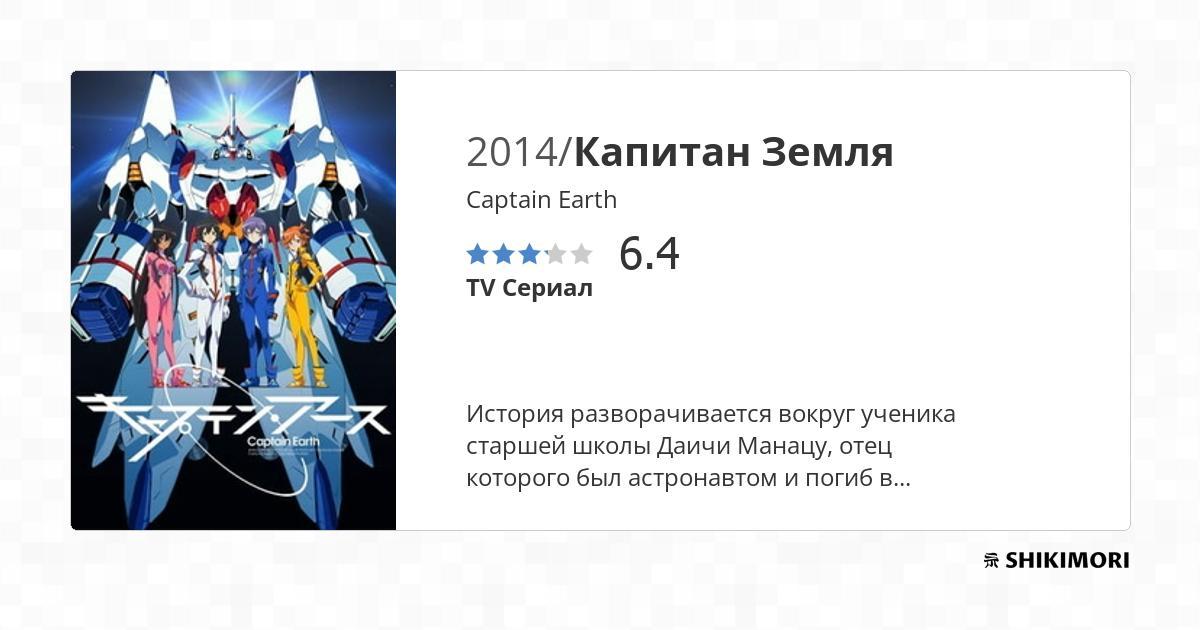 キャプテン・アース
Captain Earth
2014/Капитан Земля
Captain Earth
6.4
TV Сериал
История разворачивается вокруг ученика
старшей школы Даичи Манацу, отец
которого был астронавтом и погиб в...
SHIKIMORI